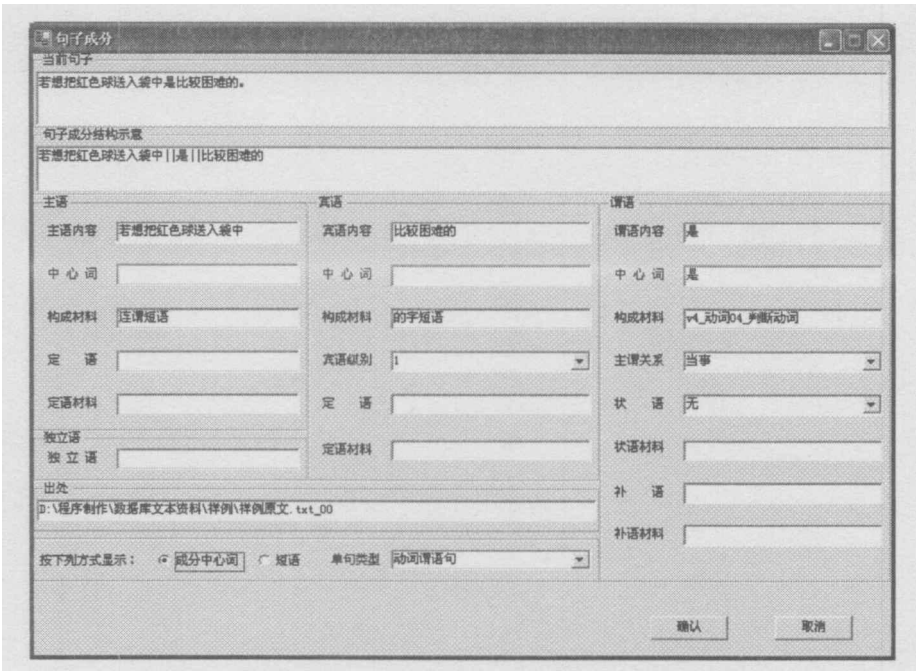 句子成分
当前句子
若想把红色球送入袋中是比较困难的。
句子成分结构示意
若想把红色球送入袋中||是||比较困难的
主语
主语内容 若想把红色球送入袋中
中心词
构成材料 连谓短语
定语
定语材料
独立语
独立语
宾语
宾语内容 比较困难的
中心词
构成材料 的字短语
宾语级别 1
定语
定语材料
谓语
谓语内容 是
中心词 是
构成材料 v4_动词04_判断动词
主谓关系 当事
状语 无
状语材料
补语
补语材料
出处
D:\程序制作\数据库文本资料\样例\样例原文.txt_00
按下列方式显示： 成分中心词 短语 单句类型 动词谓语句
确认 取消